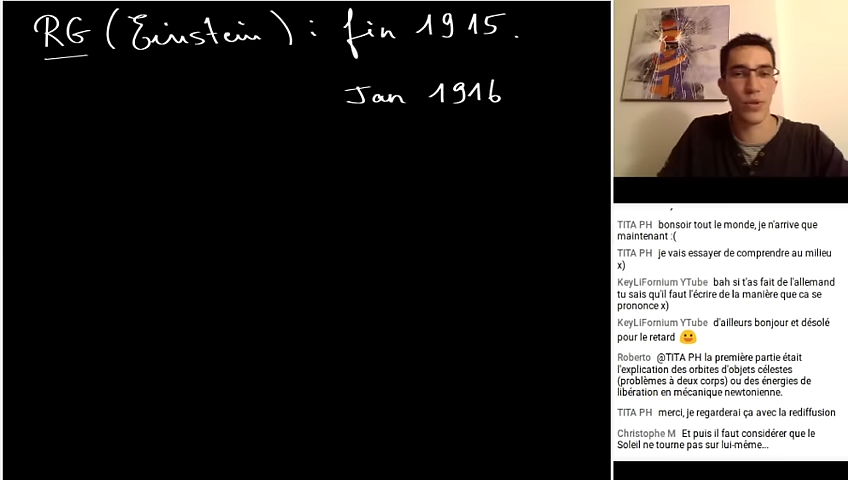 RG (Einstein) : fin 1915.
Jan 1916
TITA PH bonsoir tout le monde, je n'arrive que
maintenant :(
TITA PH je vais essayer de comprendre au milieu
x)
KeyLiFornium YTube bah si t'as fait de l'allemand
tu sais qu'il faut l'écrire de la manière que ca se
prononce x)
KeyLiFornium YTube d'ailleurs bonjour et désolé
pour le retard
Roberto @TITA PH la première partie était
l'explication des orbites d'objets célestes
(problèmes à deux corps) ou des énergies de
libération en mécanique newtonienne.
TITA PH merci, je regarderai ça avec la rediffusion
Christophe M Et puis il faut considérer que le
Soleil ne tourne pas sur lui-même...